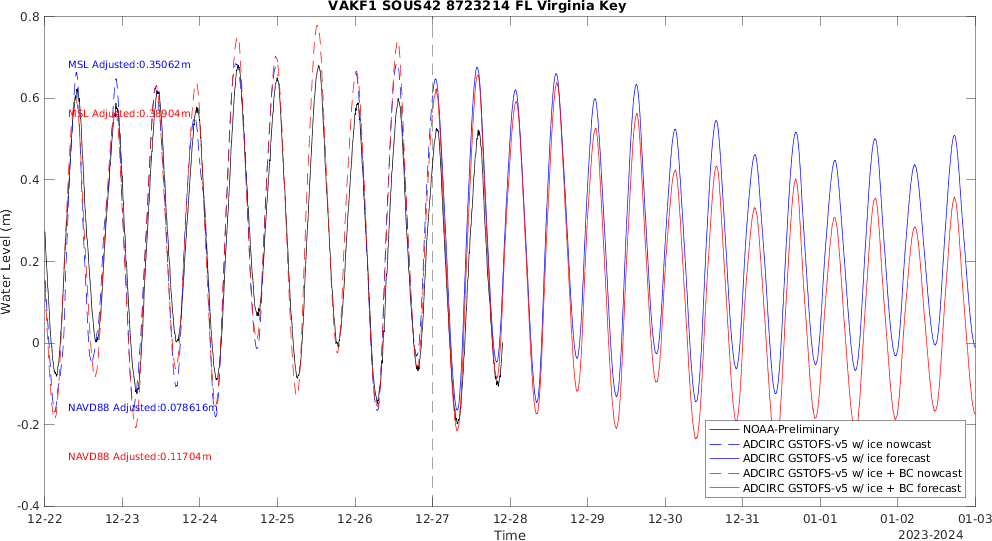 VAKF1 SOUS42 8723214 FL Virginia Key
0.8
0.6
0.4
0.2
0
-0.2
-0.4
Water Level (m)
MSL Adjusted:0.35062m
MSL Adjusted:0.38904m
NAVD88 Adjusted:0.078616m
NAVD88 Adjusted:0.11704m
NOAA-Preliminary
ADCIRC GSTOFS-v5 w/ ice nowcast
ADCIRC GSTOFS-v5 w/ ice forecast
ADCIRC GSTOFS-v5 w/ ice + BC nowcast
ADCIRC GSTOFS-v5 w/ ice + BC forecast
12-22 12-23 12-24 12-25 12-26 12-27 12-28 12-29 12-30 12-31 01-01 01-02 01-03
Time
2023-2024